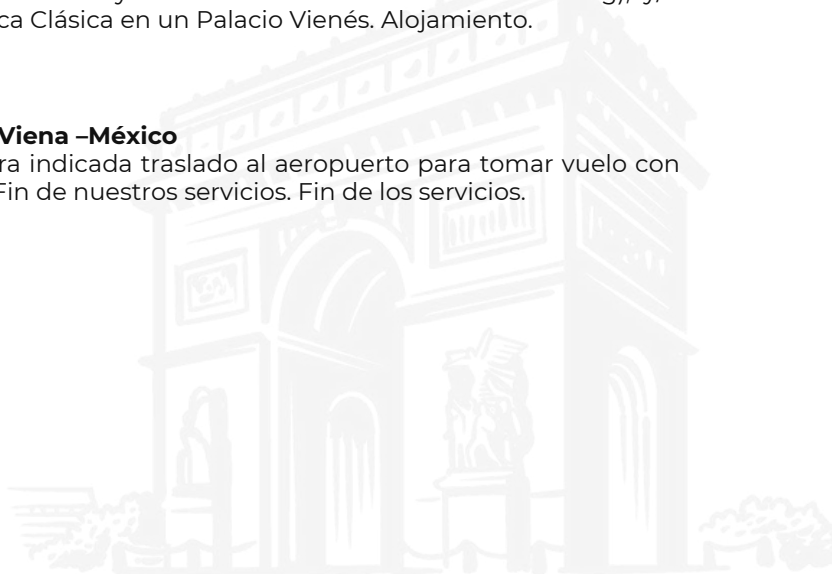 ca Clásica en un Palacio Vienés. Alojamiento.
Viena –México
ra indicada traslado al aeropuerto para tomar vuelo con
Fin de nuestros servicios. Fin de los servicios.